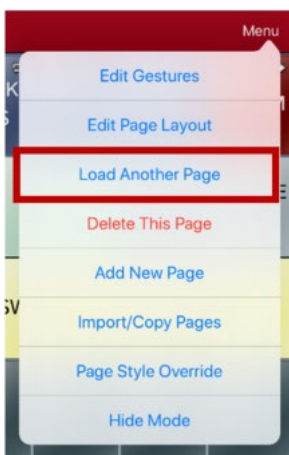 Menu
Edit Gestures
Edit Page Layout
Load Another Page
Delete This Page
Add New Page
Import/Copy Pages
Page Style Override
Hide Mode